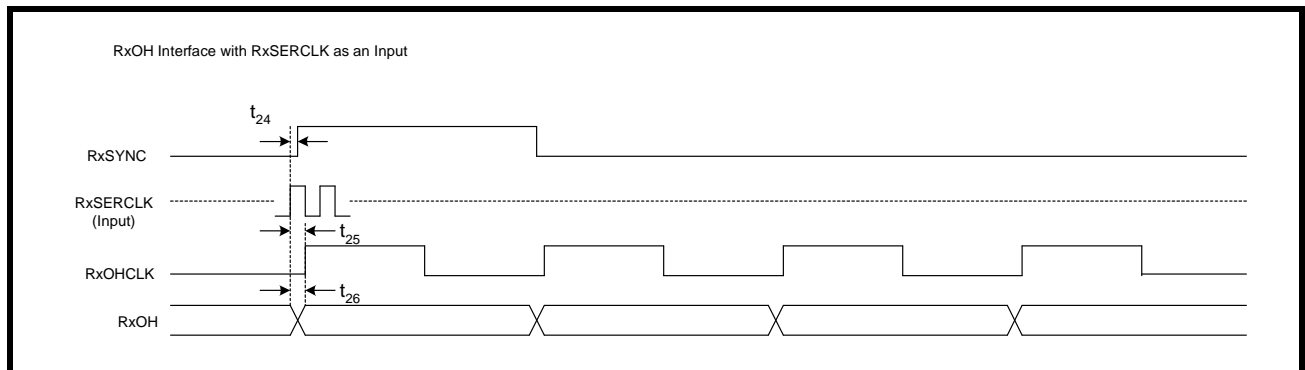 RxOH Interface with RxSERCLK as an Input
t24
RxSYNC
RxSERCLK
(Input)
t25
RxOHCLK
t26
RxOH